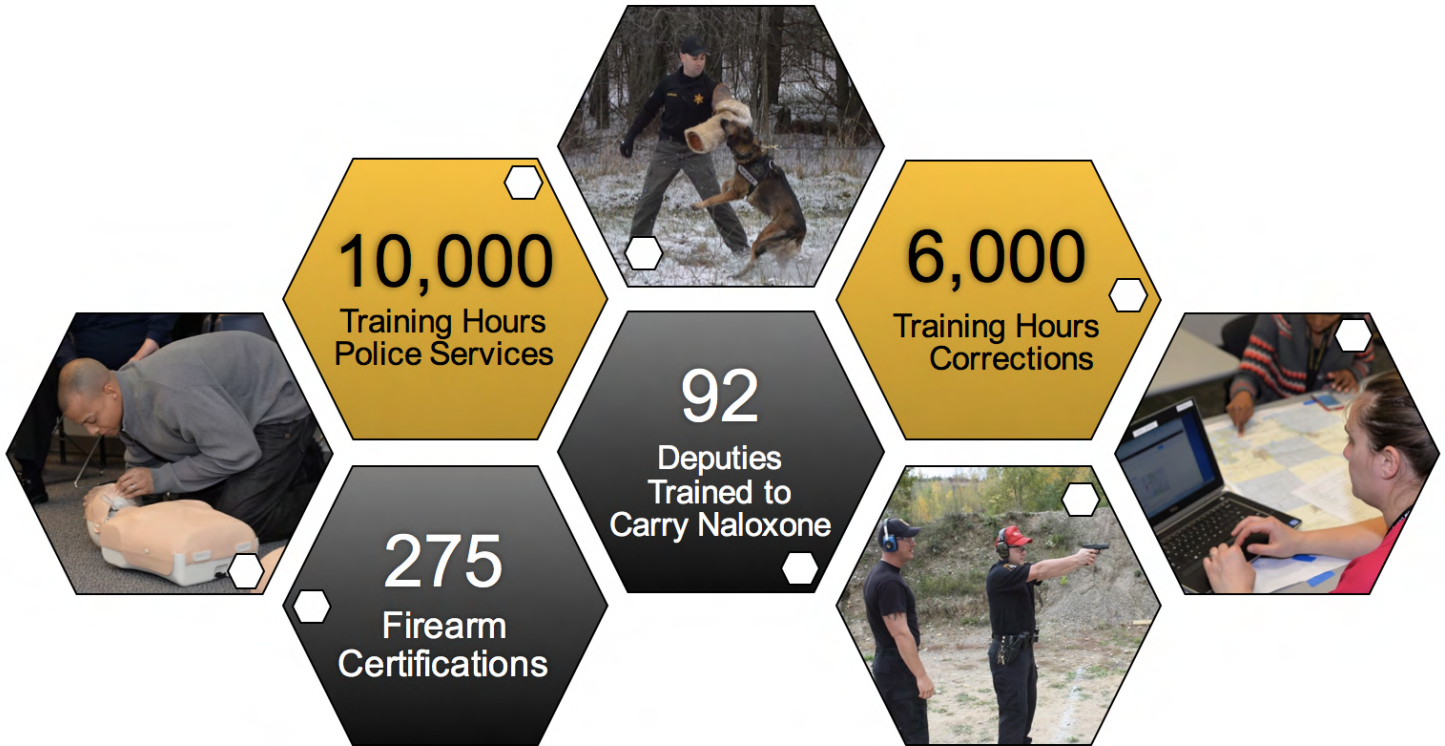 10,000
Training Hours
Police Services
6,000
Training Hours
Corrections
92
Deputies
Trained to
Carry Naloxone
275
Firearm
Certifications